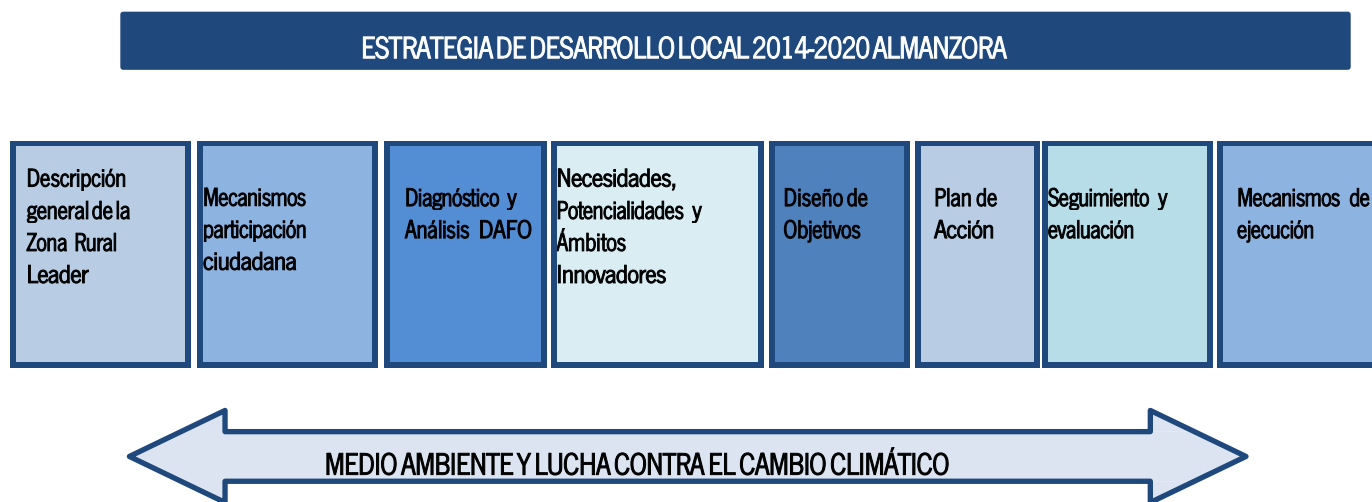 ESTRATEGIA DE DESARROLLO LOCAL 2014-2020 ALMANZORA
Descripción
general de la
Zona Rural
Leader
Mecanismos
participación
ciudadana
Diagnóstico y
Análisis DAFO
Necesidades,
Potencialidades y
Ámbitos
Innovadores
Diseño de
Objetivos
Plan de
Acción
Seguimiento y
evaluación
Mecanismos de
ejecución
MEDIO AMBIENTE Y LUCHA CONTRA EL CAMBIO CLIMÁTICO